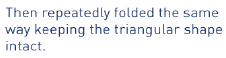 Then repeatedly folded the same
way keeping the triangular shape
intact.